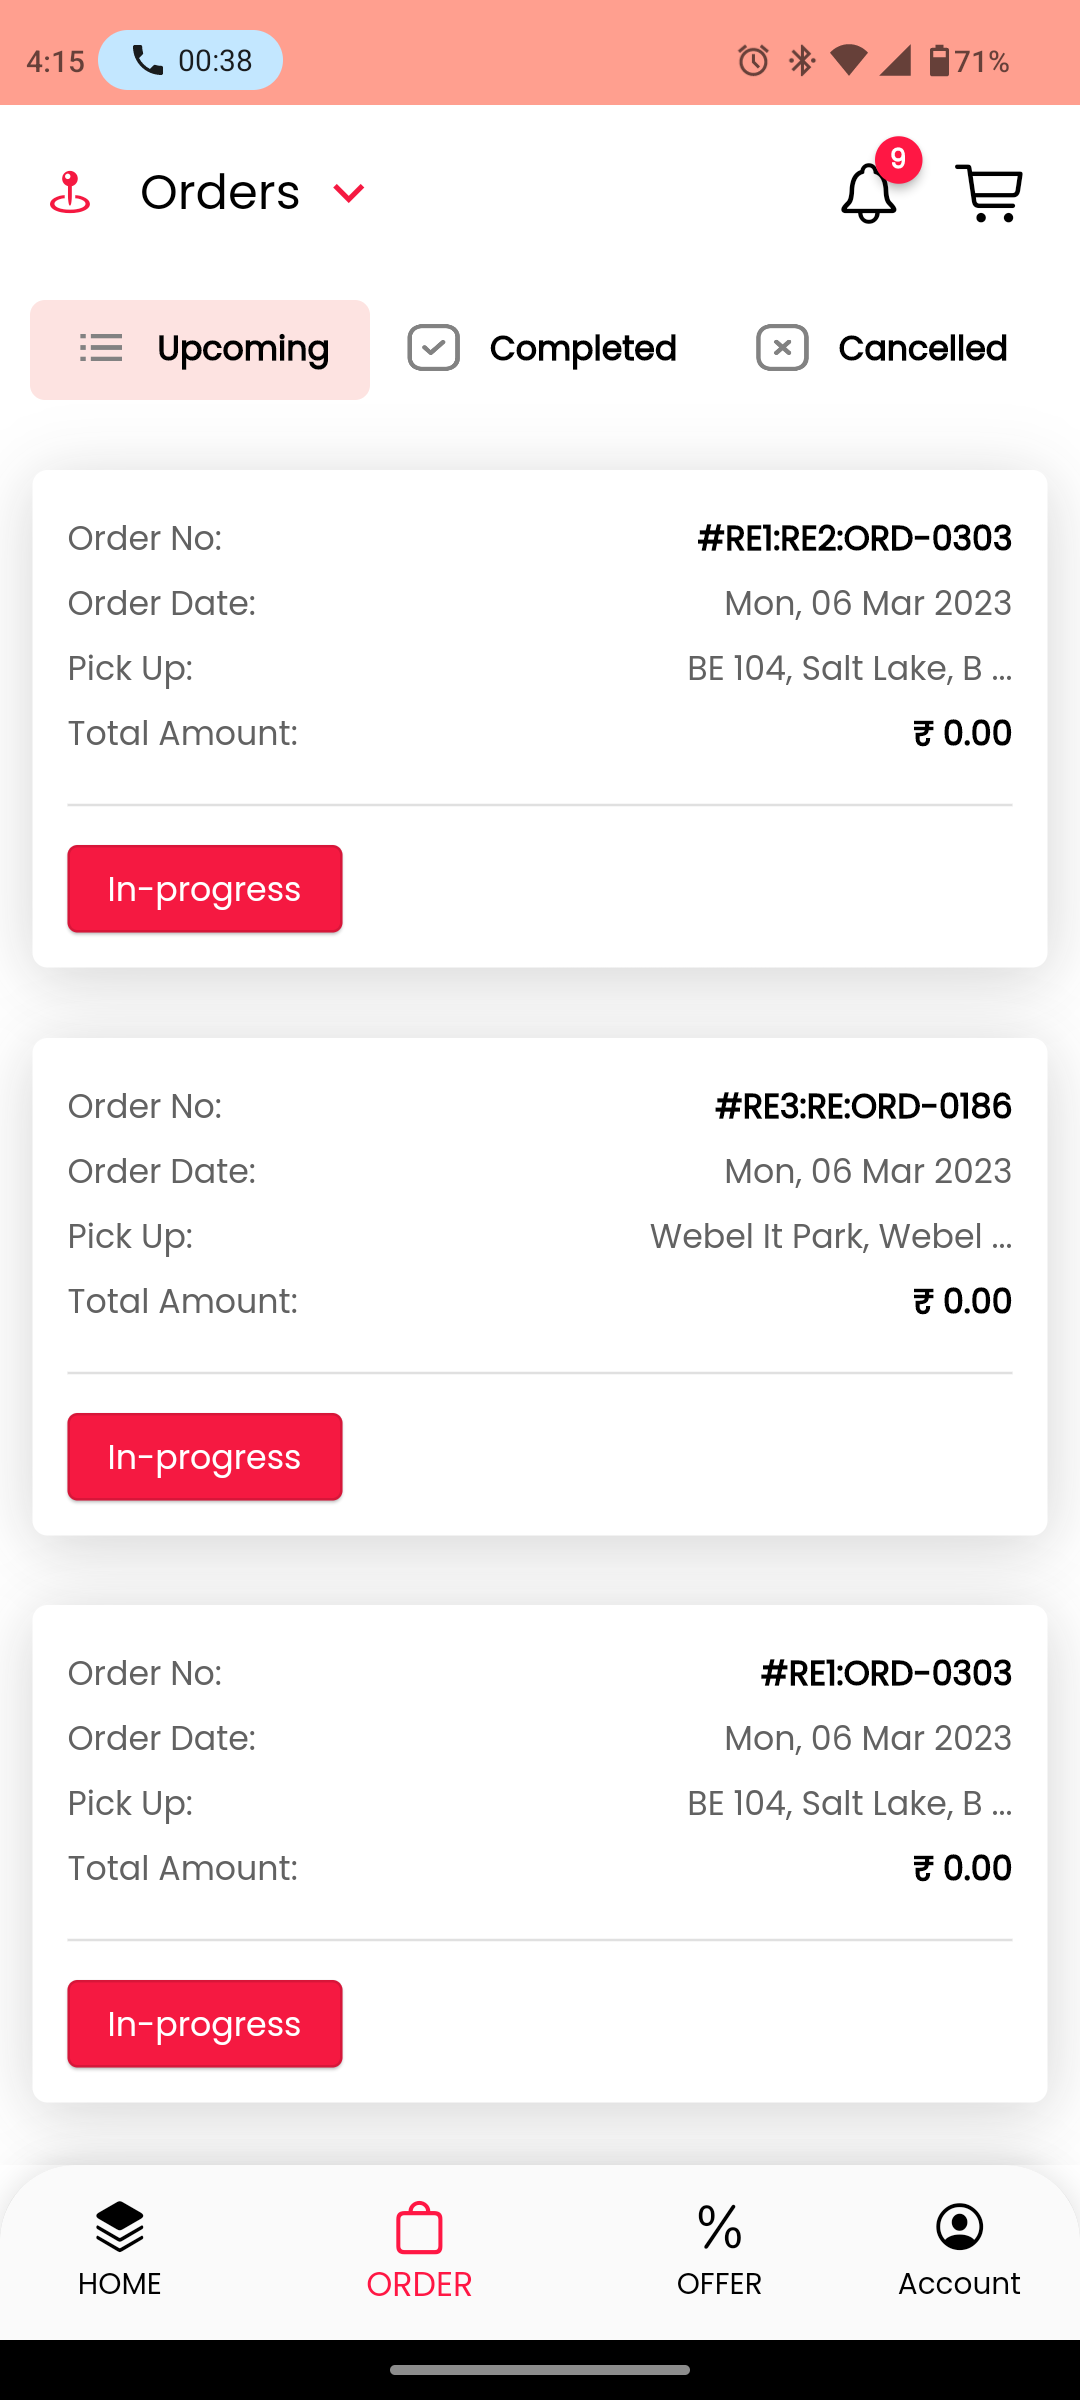 4:15 00:38 71%
Orders 9
Upcoming Completed Cancelled
Order No: #RE1:RE2:ORD-0303
Order Date: Mon, 06 Mar 2023
Pick Up: BE 104, Salt Lake, B ...
Total Amount: ₹ 0.00
In-progress
Order No: #RE3:RE:ORD-0186
Order Date: Mon, 06 Mar 2023
Pick Up: Webel It Park, Webel ...
Total Amount: ₹ 0.00
In-progress
Order No: #RE1:ORD-0303
Order Date: Mon, 06 Mar 2023
Pick Up: BE 104, Salt Lake, B ...
Total Amount: ₹ 0.00
In-progress
HOME ORDER OFFER Account